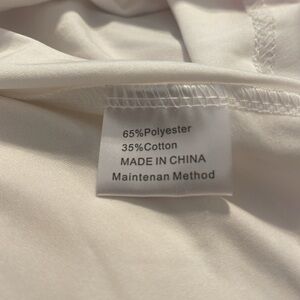 65%Polyester
35%Cotton
MADE IN CHINA
Maintenan Method